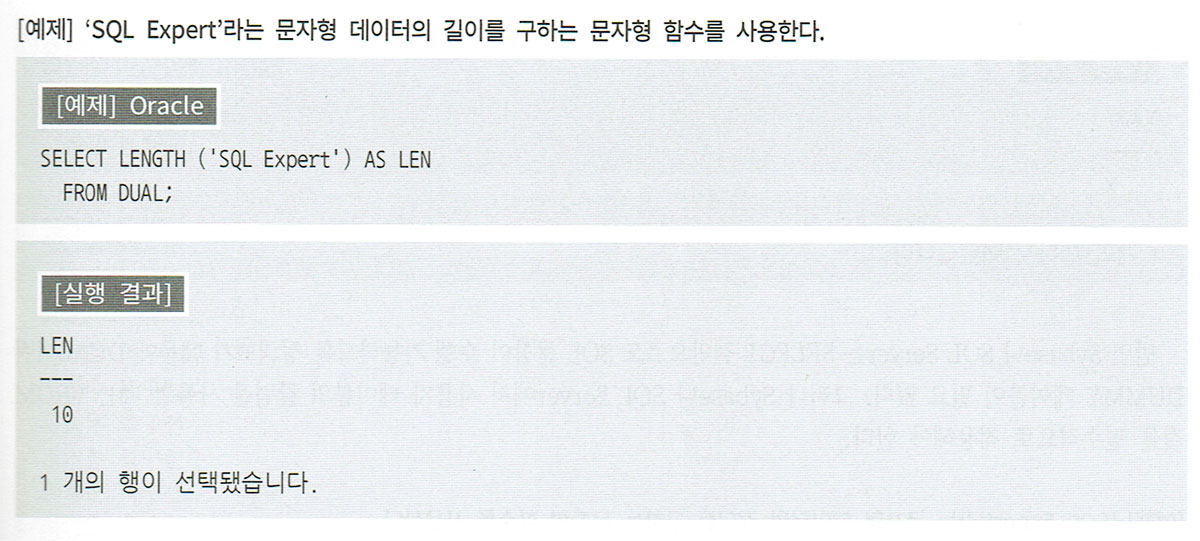 [예제] ‘SQL Expert’라는 문자형 데이터의 길이를 구하는 문자형 함수를 사용한다.
[예제] Oracle
SELECT LENGTH ('SQL Expert') AS LEN
FROM DUAL;
[실행 결과]
LEN
---
10
1 개의 행이 선택됐습니다.